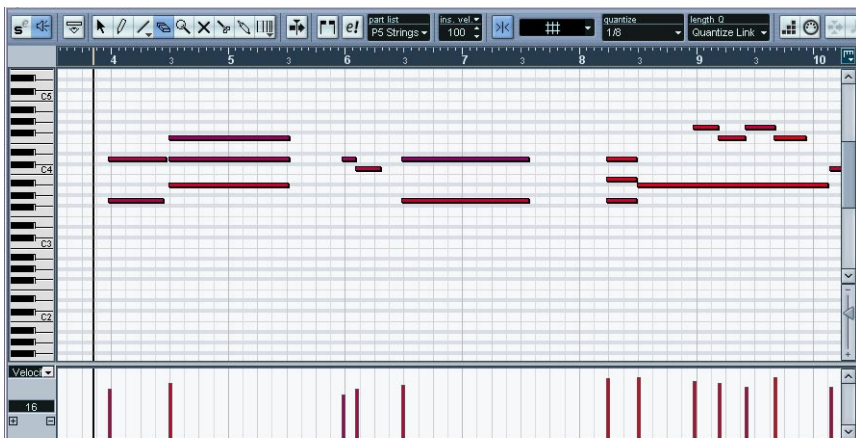 part list
ins. vel.
quantize
length Q
s e!
P5 Strings
100
1/8
Quantize Link
4 3 5 3 6 3 7 3 8 3 9 3 10
C5
C4
C3
C2
Veloci
16